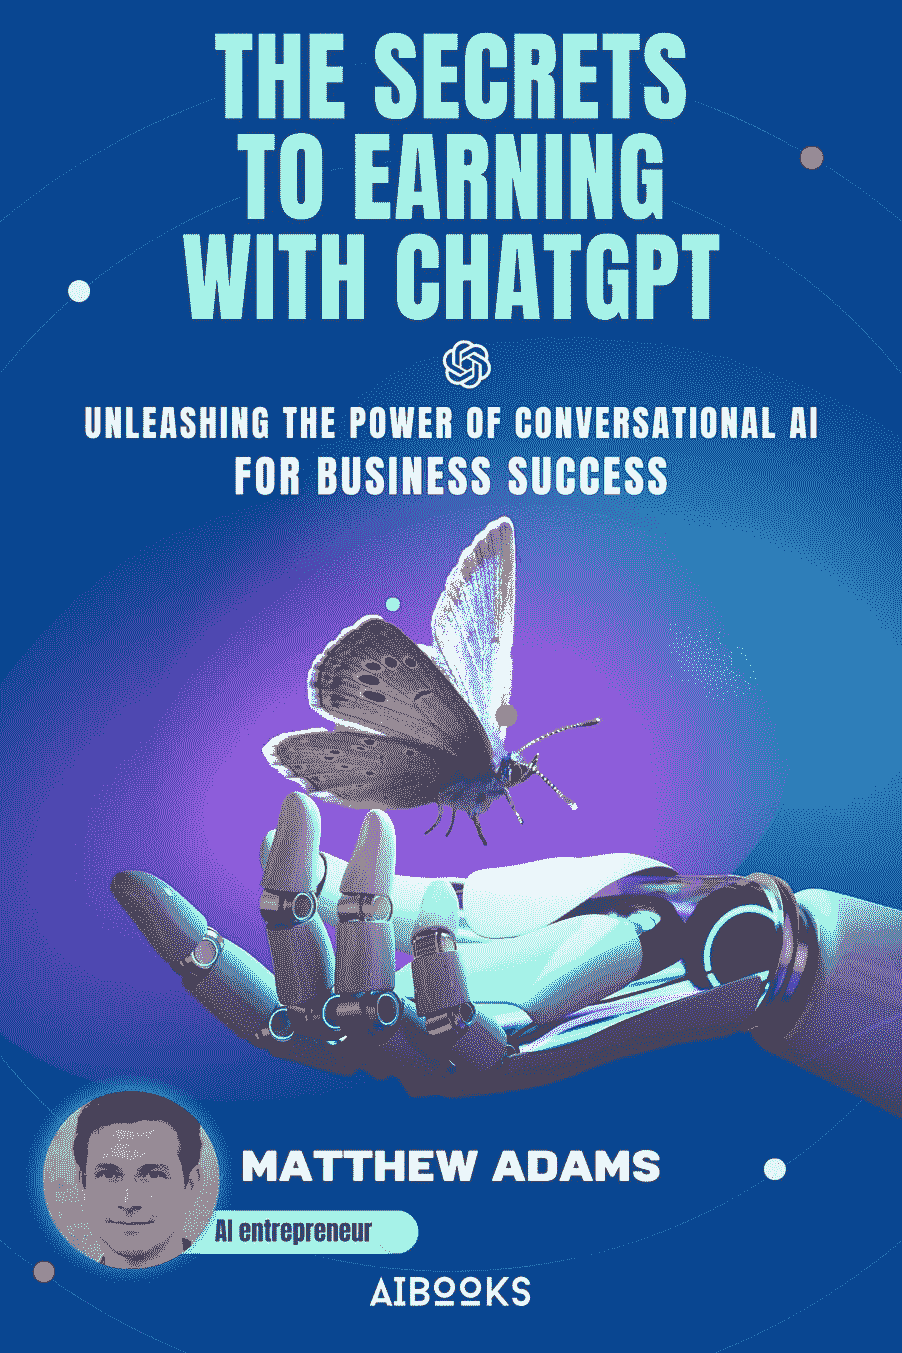 THE SECRETS
TO EARNING
WITH CHATGPT
UNLEASHING THE POWER OF CONVERSATIONAL AI
FOR BUSINESS SUCCESS
MATTHEW ADAMS
AI entrepreneur
AIBOOKS